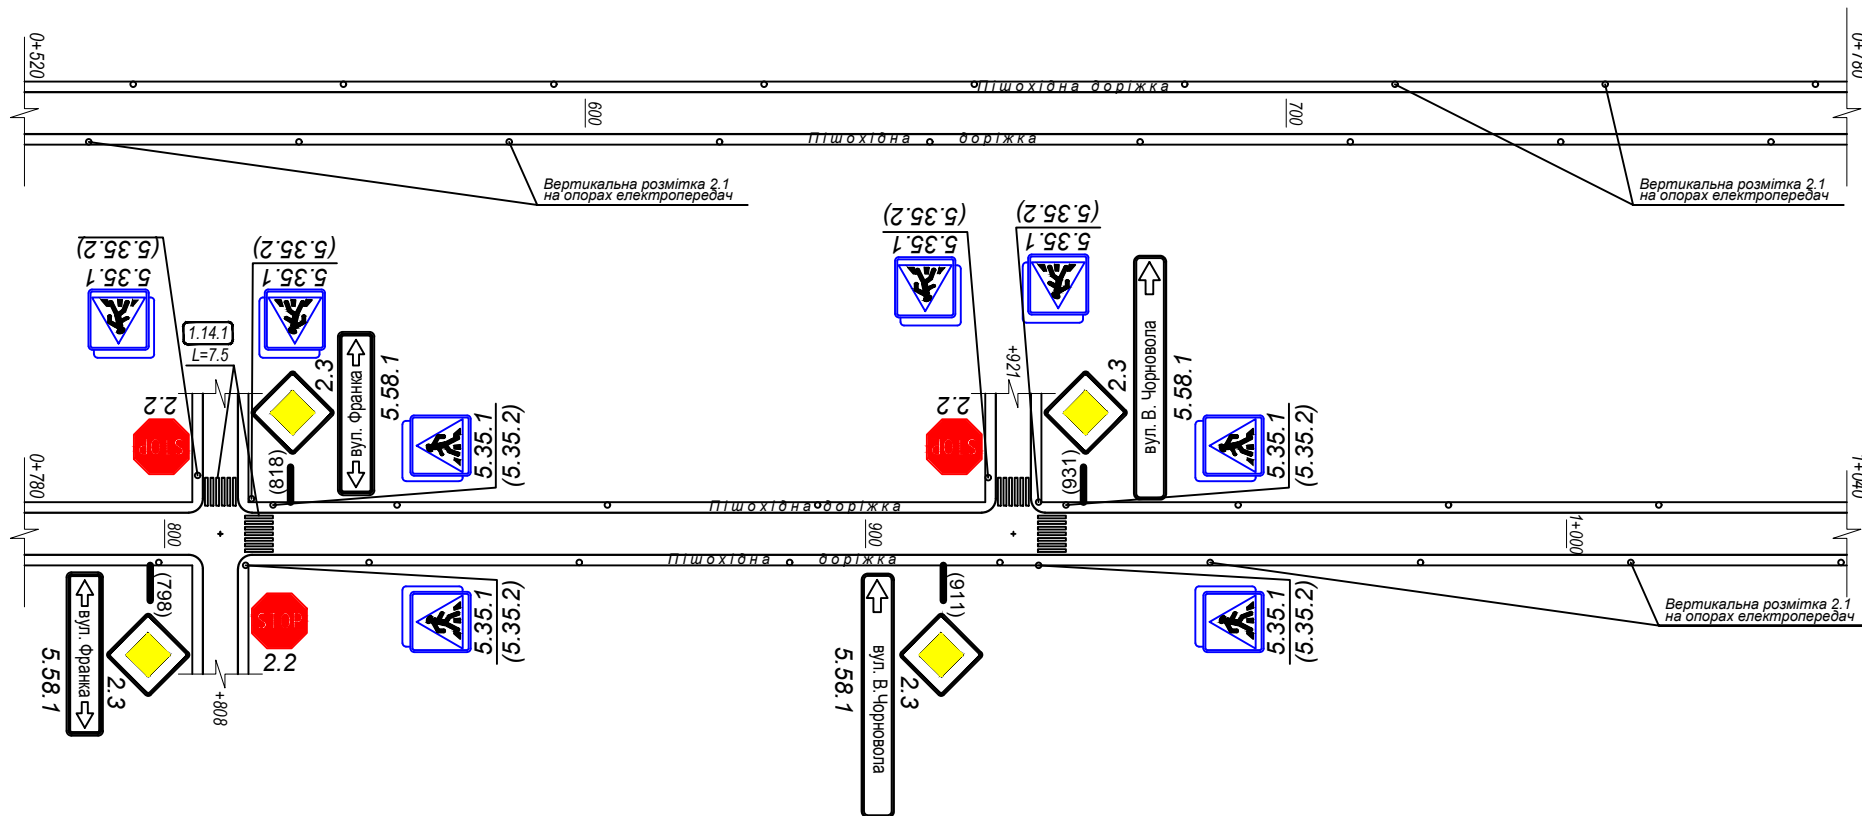 0+520
0+780
Пішохідна доріжка
600
700
Пішохідна доріжка
Вертикальна розмітка 2.1
на опорах електропередач
Вертикальна розмітка 2.1
на опорах електропередач
(5.35.2)
5.35.1
(5.35.2)
5.35.1
(5.35.2)
5.35.1
(5.35.2)
5.35.1
1.14.1
L=7.5
2.3
вул. Франка
5.58.1
+921
2.3
вул. В. Чорновола
5.58.1
2.2
STOP
(818)
5.35.1
(5.35.2)
2.2
STOP
(931)
5.35.1
(5.35.2)
0+780
1+040
Пішохідна доріжка
800
900
1+000
Пішохідна доріжка
(798)
вул. Франка
5.58.1
2.3
STOP
2.2
+808
5.35.1
(5.35.2)
(911)
вул. В.Чорновола
5.58.1
2.3
5.35.1
(5.35.2)
Вертикальна розмітка 2.1
на опорах електропередач